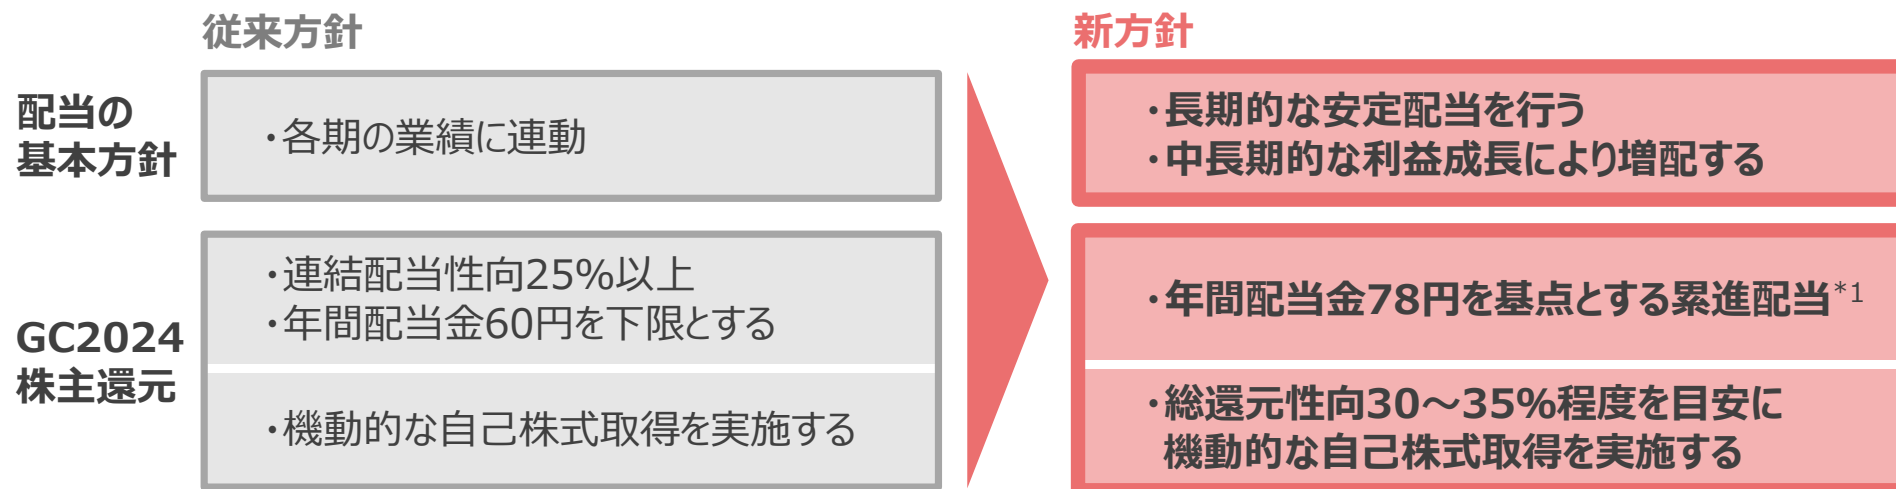 従来方針
新方針
配当の
基本方針
・各期の業績に連動
・長期的な安定配当を行う
・中長期的な利益成長により増配する
GC2024
株主還元
・連結配当性向25%以上
・年間配当金60円を下限とする
・機動的な自己株式取得を実施する
・年間配当金78円を基点とする累進配当*1
・総還元性向30~35%程度を目安に
機動的な自己株式取得を実施する